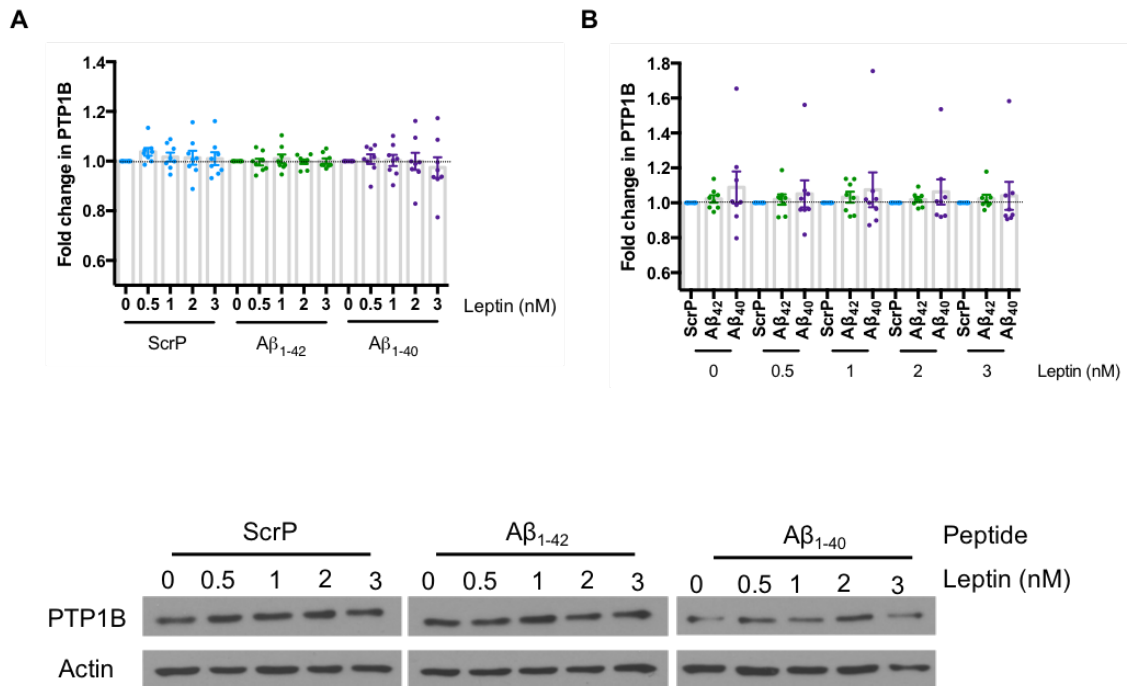 A
Fold change in PTP1B
1.4
1.2
1.0
0.8
0.6
0 0.5 1 2 3 0 0.5 1 2 3 0 0.5 1 2 3 Leptin (nM)
ScrP Aβ1-42 Aβ1-40
B
Fold change in PTP1B
1.8
1.6
1.4
1.2
1.0
0.8
0.6
ScrP Aβ42 Aβ40 ScrP Aβ42 Aβ40 ScrP Aβ42 Aβ40 ScrP Aβ42 Aβ40 ScrP Aβ42 Aβ40
0 0.5 1 2 3 Leptin (nM)
ScrP Aβ1-42 Aβ1-40 Peptide
0 0.5 1 2 3 0 0.5 1 2 3 0 0.5 1 2 3 Leptin (nM)
PTP1B
Actin